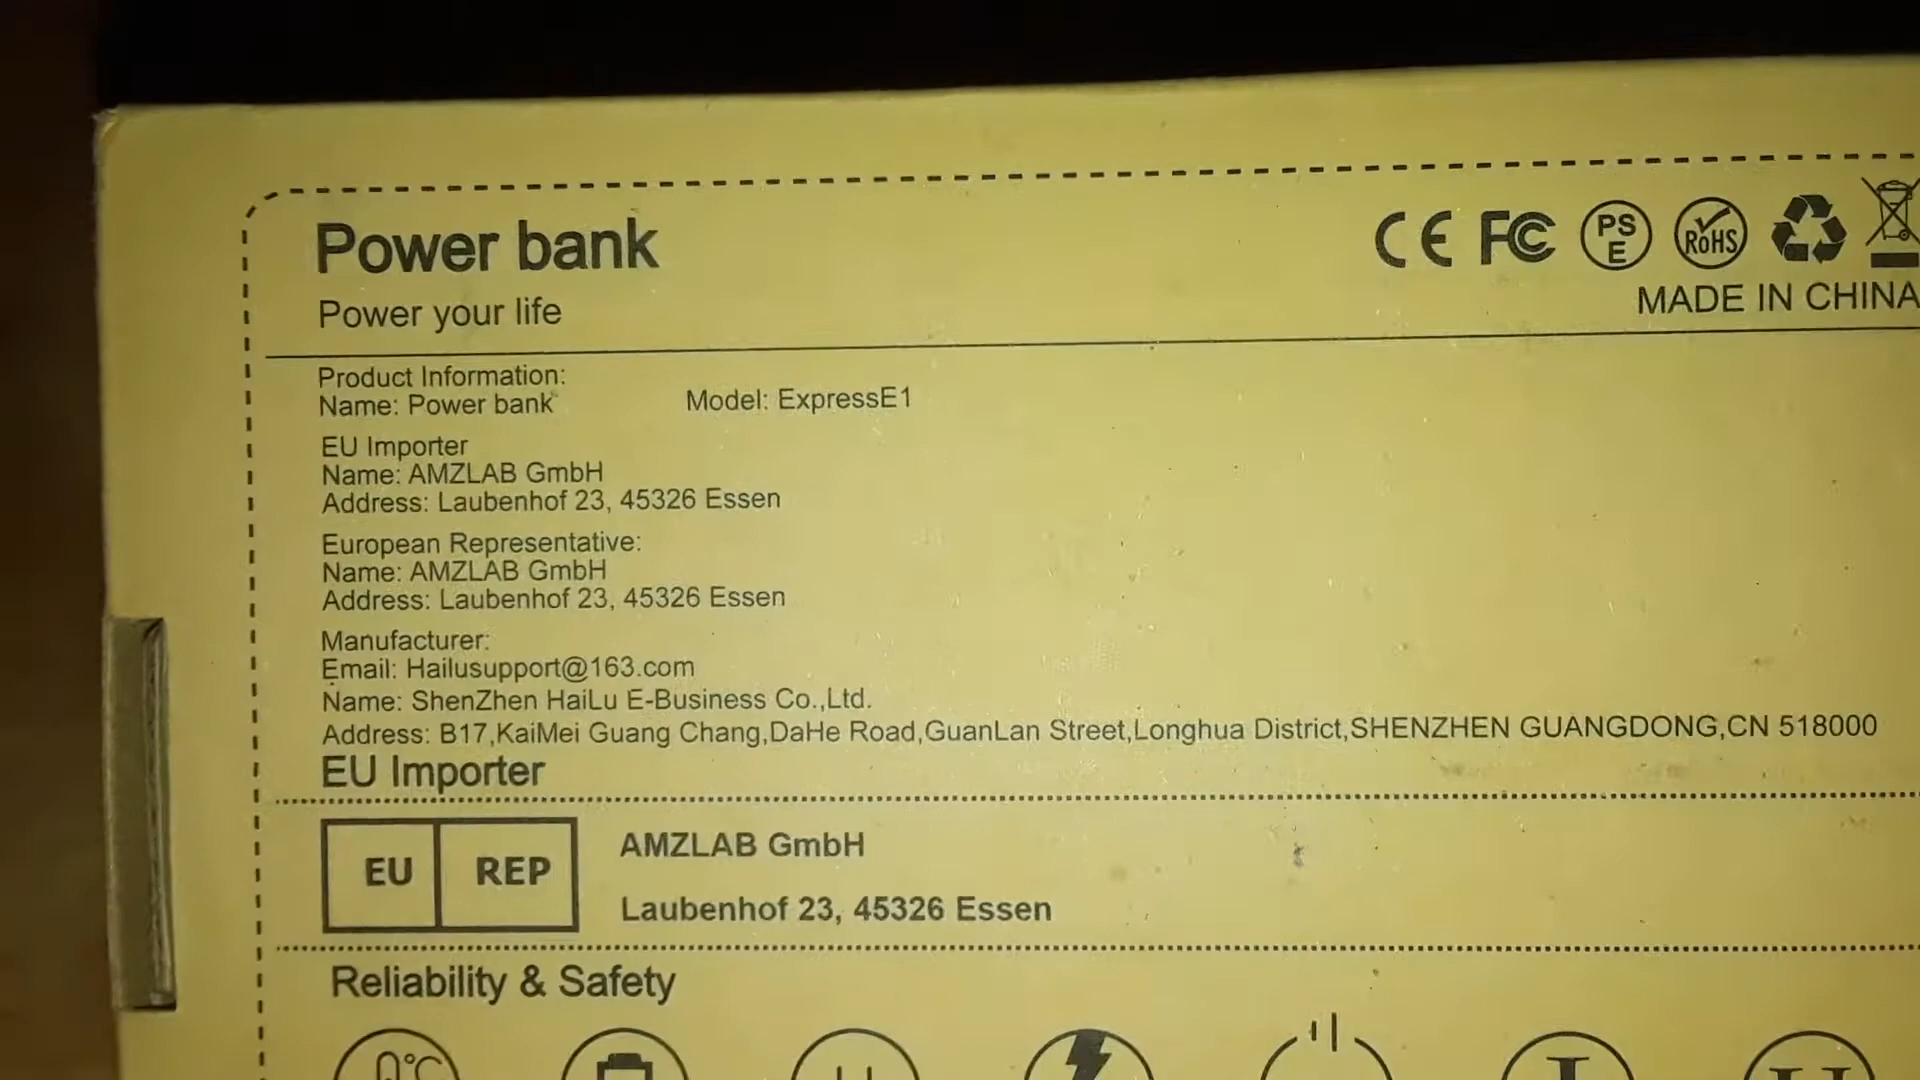 Power bank
Power your life
CE FC PSE RoHS
MADE IN CHINA
Product Information:
Name: Power bank Model: ExpressE1
EU Importer
Name: AMZLAB GmbH
Address: Laubenhof 23, 45326 Essen
European Representative:
Name: AMZLAB GmbH
Address: Laubenhof 23, 45326 Essen
Manufacturer:
Email: Hailusupport@163.com
Name: ShenZhen HaiLu E-Business Co.,Ltd.
Address: B17,KaiMei Guang Chang,DaHe Road,GuanLan Street,Longhua District,SHENZHEN GUANGDONG,CN 518000
EU Importer
EU REP
AMZLAB GmbH
Laubenhof 23, 45326 Essen
Reliability & Safety
°C